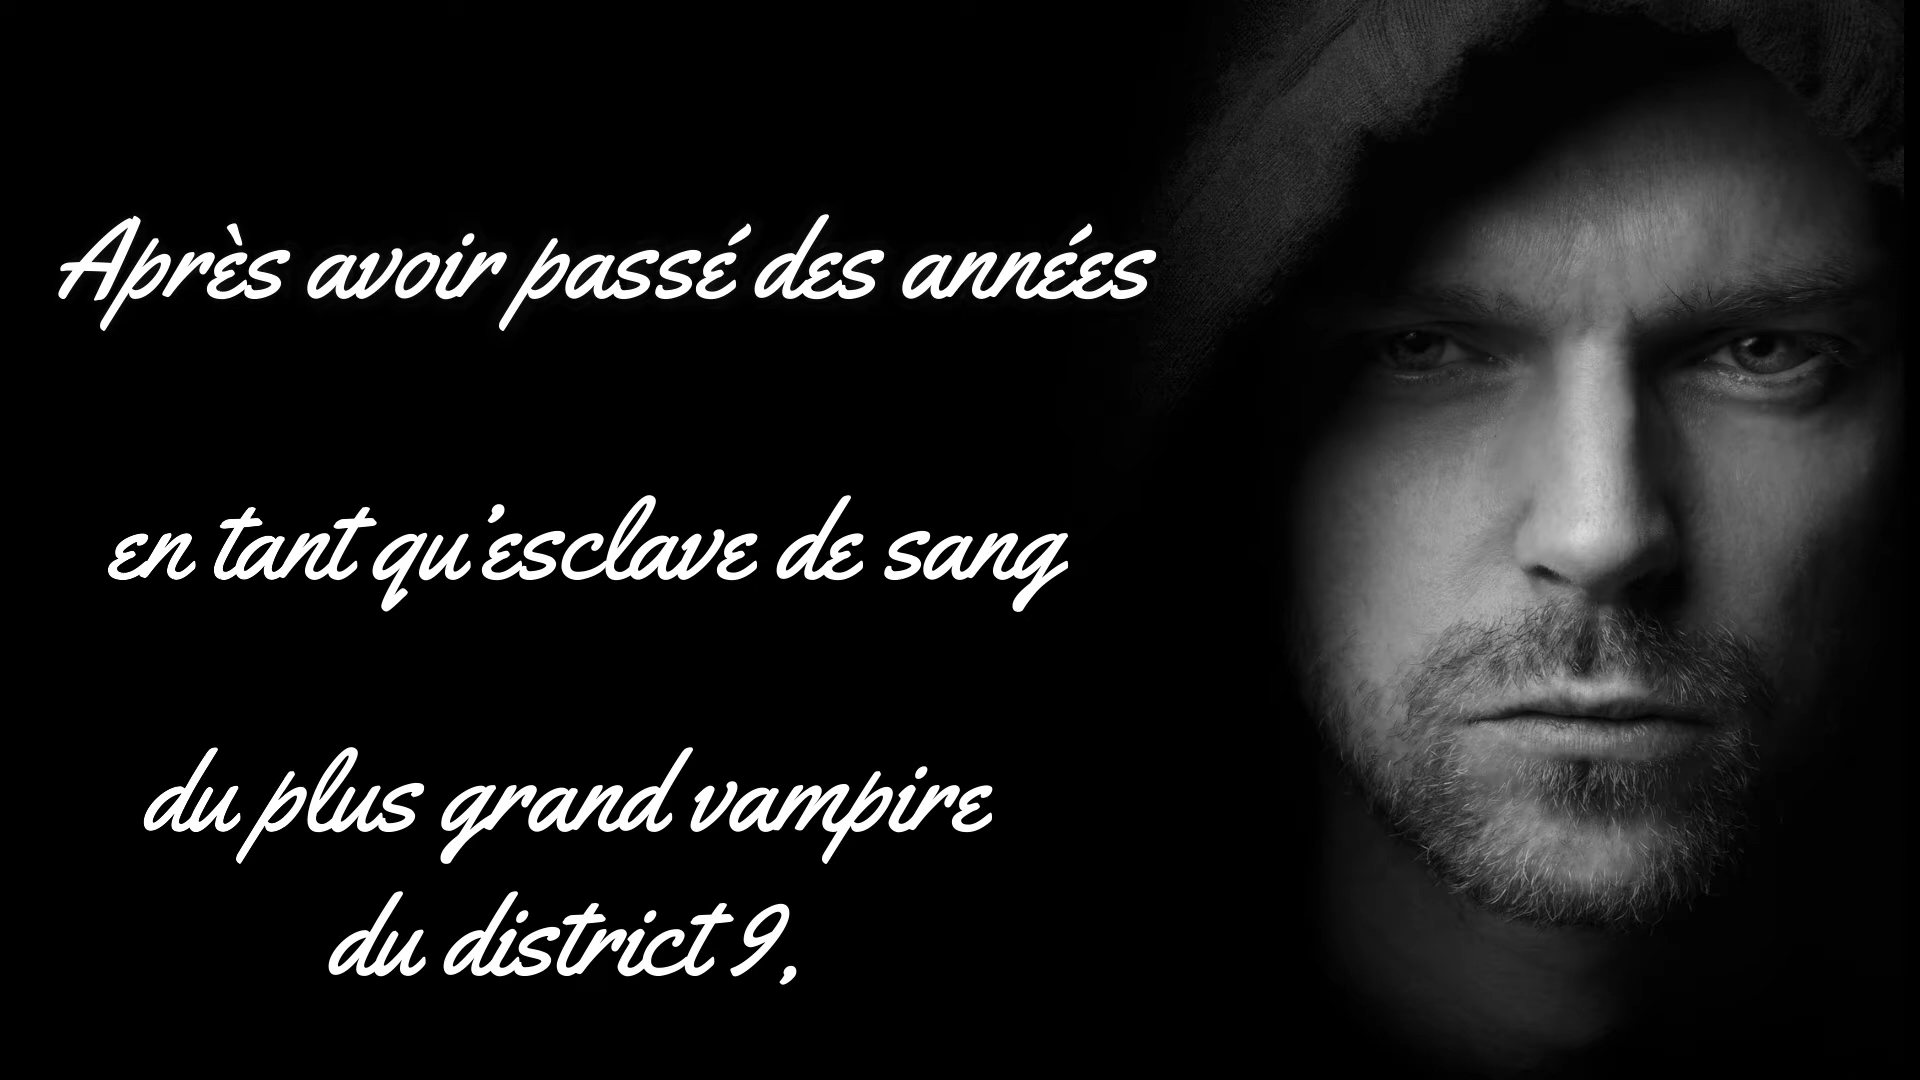 Après avoir passé des années
en tant qu’esclave de sang
du plus grand vampire
du district 9,